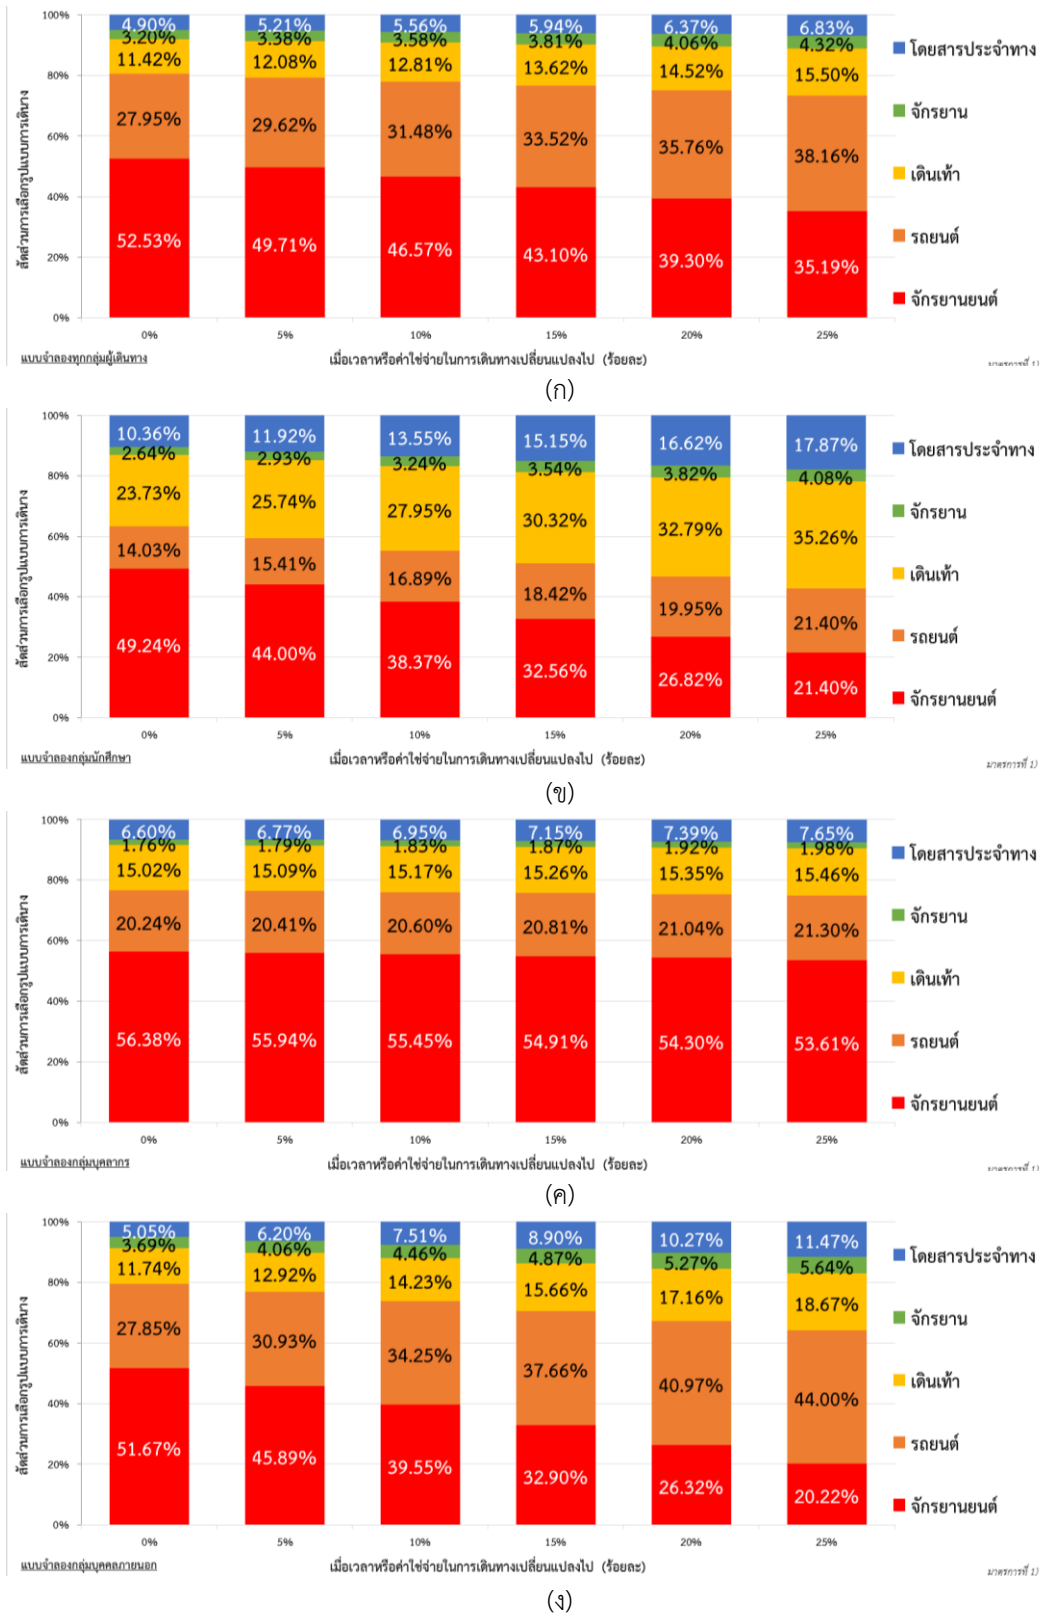 100%
4.90% 5.21% 5.56% 5.94% 6.37% 6.83%
3.20% 3.38% 3.58% 3.81% 4.06% 4.32%
โดยสารประจำทาง
11.42% 12.08% 12.81% 13.62% 14.52% 15.50%
80%
จักรยาน
27.95% 29.62% 31.48% 33.52% 35.76% 38.16%
60%
เดินเท้า
40%
รถยนต์
52.53% 49.71% 46.57% 43.10% 39.30% 35.19%
20%
จักรยานยนต์
0%
สัดส่วนการเลือกรูปแบบการเดินาง
0% 5% 10% 15% 20% 25%
แบบจำลองทุกกลุ่มผู้เดินทาง เมื่อเวลาหรือค่าใช่จ่ายในการเดินทางเปลี่ยนแปลงไป (ร้อยละ) มาตรการที่ 1)
(ก)
100%
10.36% 11.92% 13.55% 15.15% 16.62% 17.87%
โดยสารประจำทาง
2.64% 2.93% 3.24% 3.54% 3.82% 4.08%
80%
23.73% 25.74% 27.95% 30.32% 32.79% 35.26%
จักรยาน
60%
14.03% 15.41% 16.89% 18.42% 19.95% 21.40%
เดินเท้า
40%
รถยนต์
49.24% 44.00% 38.37% 32.56% 26.82% 21.40%
20%
จักรยานยนต์
0%
สัดส่วนการเลือกรูปแบบการเดินาง
0% 5% 10% 15% 20% 25%
แบบจำลองกลุ่มนักศึกษา เมื่อเวลาหรือค่าใช่จ่ายในการเดินทางเปลี่ยนแปลงไป (ร้อยละ) มาตรการที่ 1)
(ข)
100%
6.60% 6.77% 6.95% 7.15% 7.39% 7.65%
1.76% 1.79% 1.83% 1.87% 1.92% 1.98%
โดยสารประจำทาง
15.02% 15.09% 15.17% 15.26% 15.35% 15.46%
80%
จักรยาน
20.24% 20.41% 20.60% 20.81% 21.04% 21.30%
60%
เดินเท้า
40%
รถยนต์
56.38% 55.94% 55.45% 54.91% 54.30% 53.61%
20%
จักรยานยนต์
0%
สัดส่วนการเลือกรูปแบบการเดินาง
0% 5% 10% 15% 20% 25%
แบบจำลองกลุ่มบุคลากร เมื่อเวลาหรือค่าใช่จ่ายในการเดินทางเปลี่ยนแปลงไป (ร้อยละ) มาตรการที่ 1)
(ค)
100%
5.05% 6.20% 7.51% 8.90% 10.27% 11.47%
3.69% 4.06% 4.46% 4.87% 5.27% 5.64%
โดยสารประจำทาง
11.74% 12.92% 14.23% 15.66% 17.16% 18.67%
80%
จักรยาน
27.85% 30.93% 34.25% 37.66% 40.97% 44.00%
60%
เดินเท้า
40%
รถยนต์
51.67% 45.89% 39.55% 32.90% 26.32% 20.22%
20%
จักรยานยนต์
0%
สัดส่วนการเลือกรูปแบบการเดินาง
0% 5% 10% 15% 20% 25%
แบบจำลองกลุ่มบุคคลภายนอก เมื่อเวลาหรือค่าใช่จ่ายในการเดินทางเปลี่ยนแปลงไป (ร้อยละ) มาตรการที่ 1)
(ง)